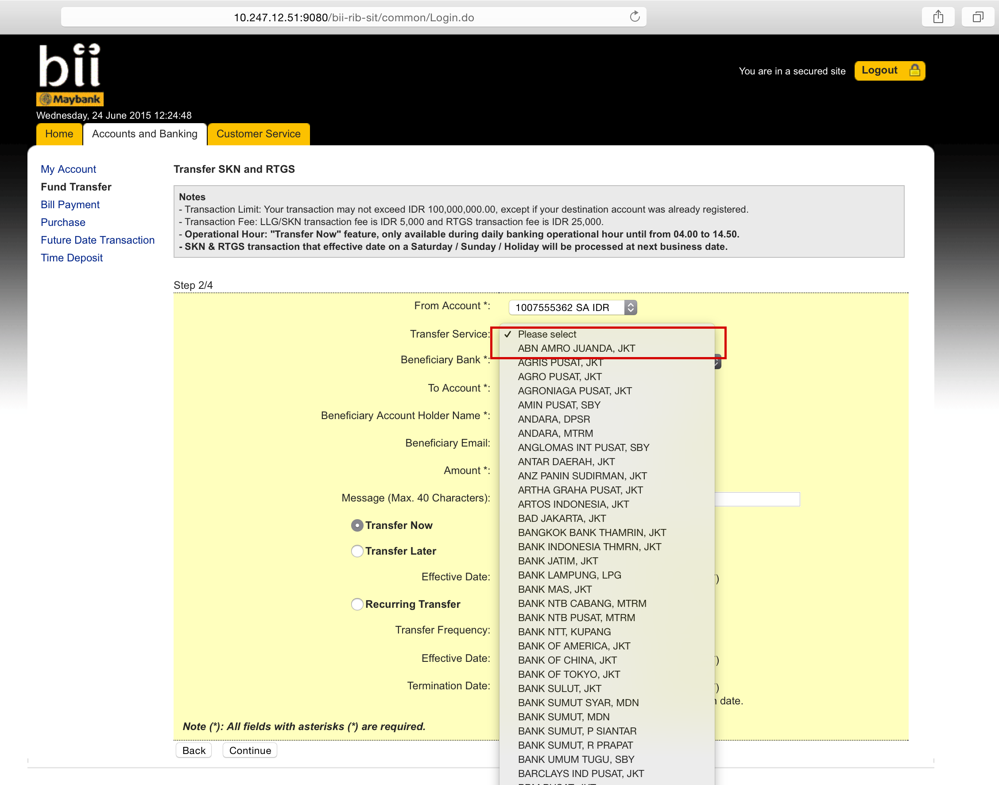 10.247.12.51:9080/bii-rib-sit/common/Login.do
bii
Maybank
You are in a secured site
Logout
Wednesday, 24 June 2015 12:24:48
Home
Accounts and Banking
Customer Service
My Account
Fund Transfer
Bill Payment
Purchase
Future Date Transaction
Time Deposit
Transfer SKN and RTGS
Notes
- Transaction Limit: Your transaction may not exceed IDR 100,000,000.00, except if your destination account was already registered.
- Transaction Fee: LLG/SKN transaction fee is IDR 5,000 and RTGS transaction fee is IDR 25,000.
- Operational Hour: "Transfer Now" feature, only available during daily banking operational hour until from 04.00 to 14.50.
- SKN & RTGS transaction that effective date on a Saturday / Sunday / Holiday will be processed at next business date.
Step 2/4
From Account *:
1007555362 SA IDR
Transfer Service:
Beneficiary Bank *:
To Account *:
Beneficiary Account Holder Name *:
Beneficiary Email:
Amount *:
Message (Max. 40 Characters):
Transfer Now
Transfer Later
Effective Date:
)
Recurring Transfer
Transfer Frequency:
Effective Date:
)
Termination Date:
)
date.
Note (*): All fields with asterisks (*) are required.
Back
Continue
✓ Please select
ABN AMRO JUANDA, JKT
AGRIS PUSAT, JKT
AGRO PUSAT, JKT
AGRONIAGA PUSAT, JKT
AMIN PUSAT, SBY
ANDARA, DPSR
ANDARA, MTRM
ANGLOMAS INT PUSAT, SBY
ANTAR DAERAH, JKT
ANZ PANIN SUDIRMAN, JKT
ARTHA GRAHA PUSAT, JKT
ARTOS INDONESIA, JKT
BAD JAKARTA, JKT
BANGKOK BANK THAMRIN, JKT
BANK INDONESIA THMRN, JKT
BANK JATIM, JKT
BANK LAMPUNG, LPG
BANK MAS, JKT
BANK NTB CABANG, MTRM
BANK NTB PUSAT, MTRM
BANK NTT, KUPANG
BANK OF AMERICA, JKT
BANK OF CHINA, JKT
BANK OF TOKYO, JKT
BANK SULUT, JKT
BANK SUMUT SYAR, MDN
BANK SUMUT, MDN
BANK SUMUT, P SIANTAR
BANK SUMUT, R PRAPAT
BANK UMUM TUGU, SBY
BARCLAYS IND PUSAT, JKT